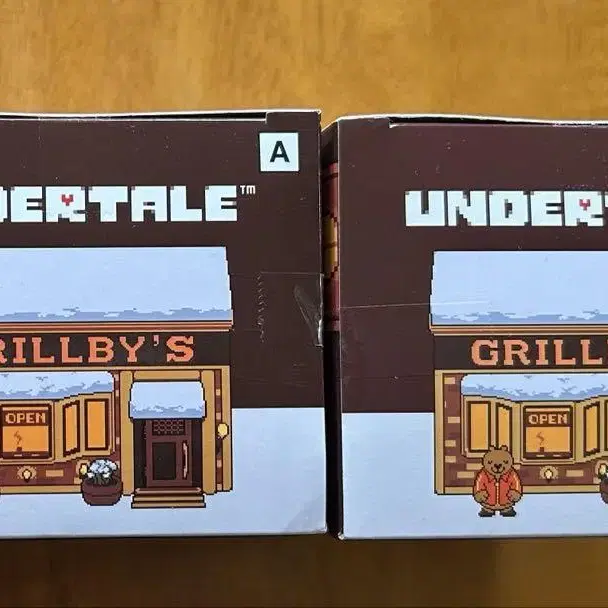 A
DERTALE™
UNDER
RILLBY'S
GRILL
OPEN
OPEN